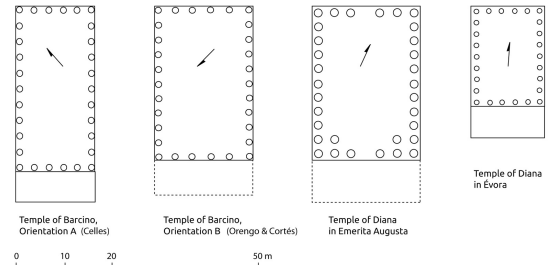 Temple of Barcino,
Orientation A (Celles)
Temple of Barcino,
Orientation B (Orengo & Cortés)
Temple of Diana
in Emerita Augusta
Temple of Diana
in Évora
0 10 20 50 m